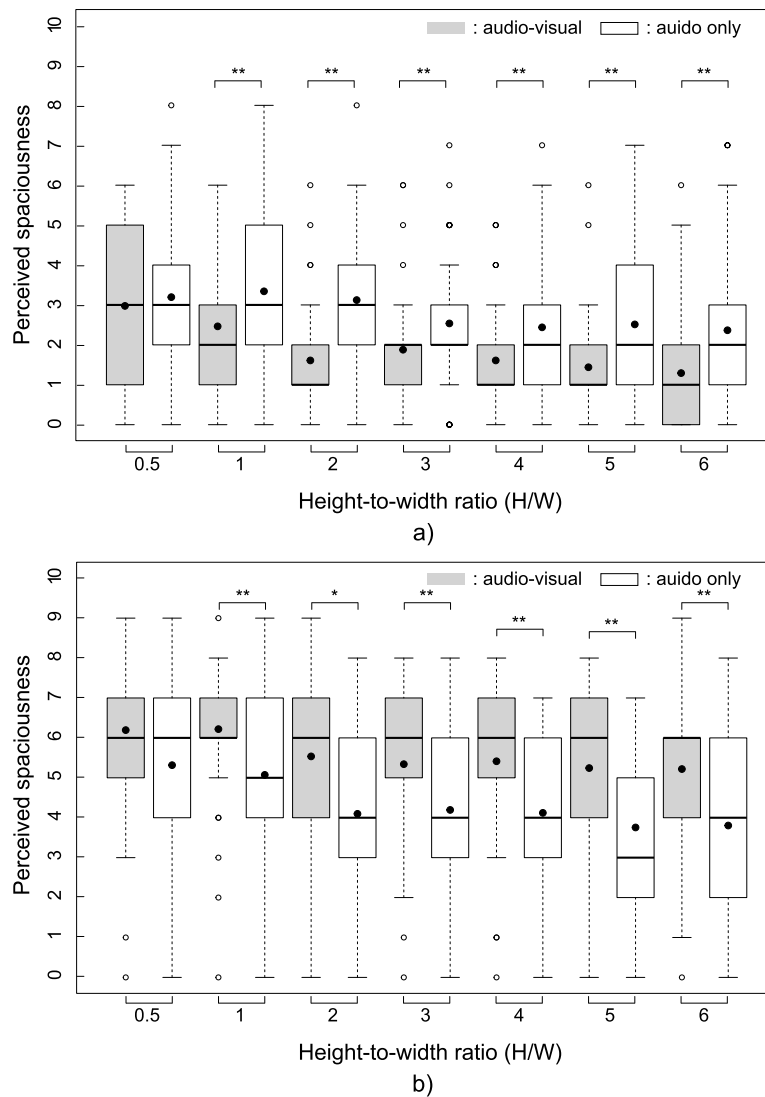 10
9
8
7
6
5
4
3
2
1
0
Perceived spaciousness
: audio-visual : auido only
** ** ** ** ** **
0.5 1 2 3 4 5 6
Height-to-width ratio (H/W)
a)
10
9
8
7
6
5
4
3
2
1
0
Perceived spaciousness
: audio-visual : auido only
** * ** ** ** **
0.5 1 2 3 4 5 6
Height-to-width ratio (H/W)
b)